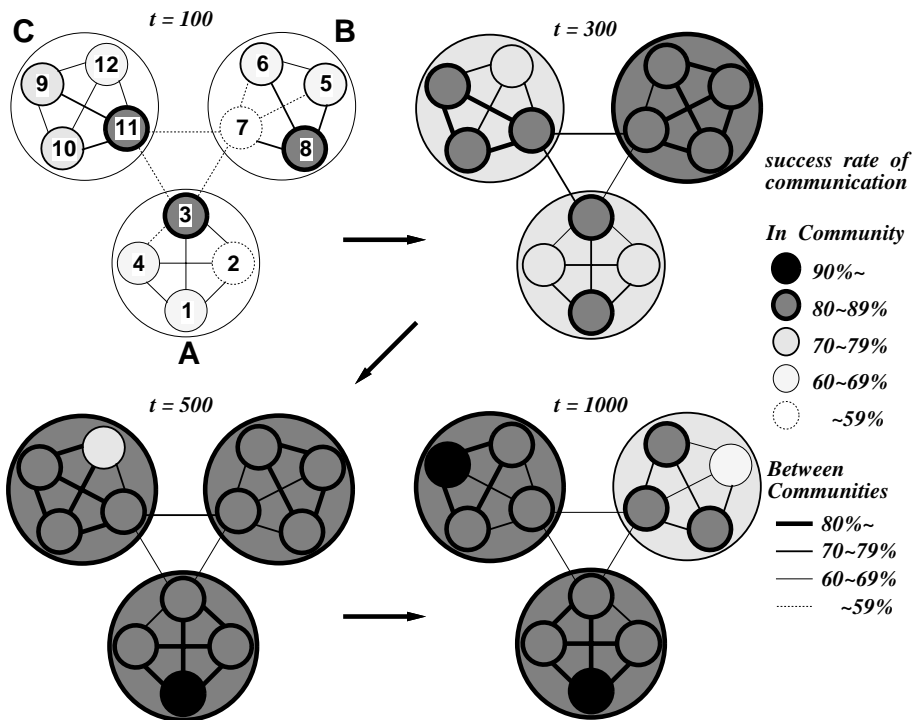 C
t = 100
B
12
9
11
10
6
5
7
8
3
4
2
1
A
t = 300
success rate of
communication
In Community
90%~
80~89%
70~79%
60~69%
~59%
t = 500
t = 1000
Between
Communities
80%~
70~79%
60~69%
~59%